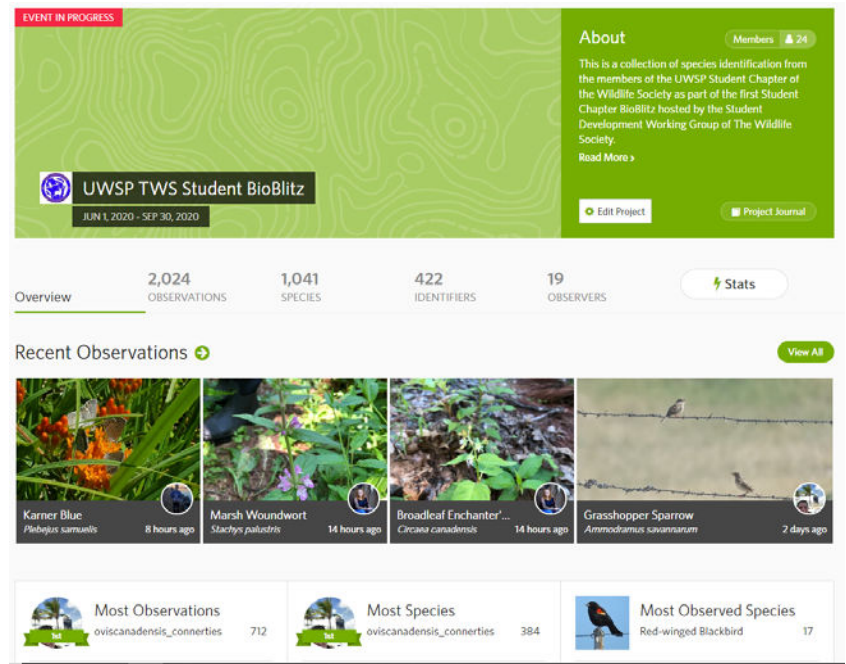 EVENT IN PROGRESS
About
Members 24
This is a collection of species identification from
the members of the UWSP Student Chapter of
the Wildlife Society as part of the first Student
Chapter BioBlitz hosted by the Student
Development Working Group of The Wildlife
Society.
Read More ›
UWSP TWS Student BioBlitz
JUN 1, 2020 - SEP 30, 2020
Edit Project
Project Journal
Overview
2,024
OBSERVATIONS
1,041
SPECIES
422
IDENTIFIERS
19
OBSERVERS
Stats
Recent Observations
View All
Karner Blue
Plebejus samuelis 8 hours ago
Marsh Woundwort
Stachys palustris 14 hours ago
Broadleaf Enchanter'...
Circaea canadensis 14 hours ago
Grasshopper Sparrow
Ammodramus savannarum 2 days ago
1st
Most Observations
oviscanadensis_connerties 712
1st
Most Species
oviscanadensis_connerties 384
Most Observed Species
Red-winged Blackbird 17